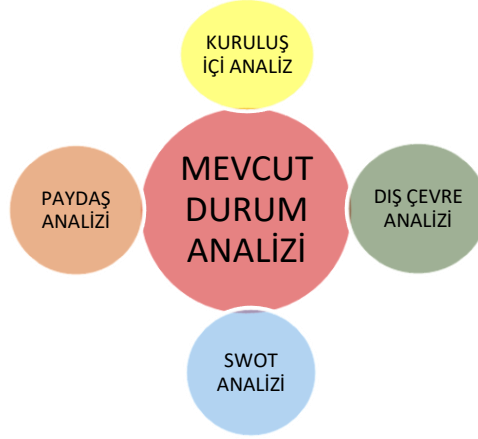 KURULUŞ
İÇİ ANALİZ
MEVCUT
DURUM
ANALİZİ
PAYDAŞ
ANALİZİ
DIŞ ÇEVRE
ANALİZİ
SWOT
ANALİZİ